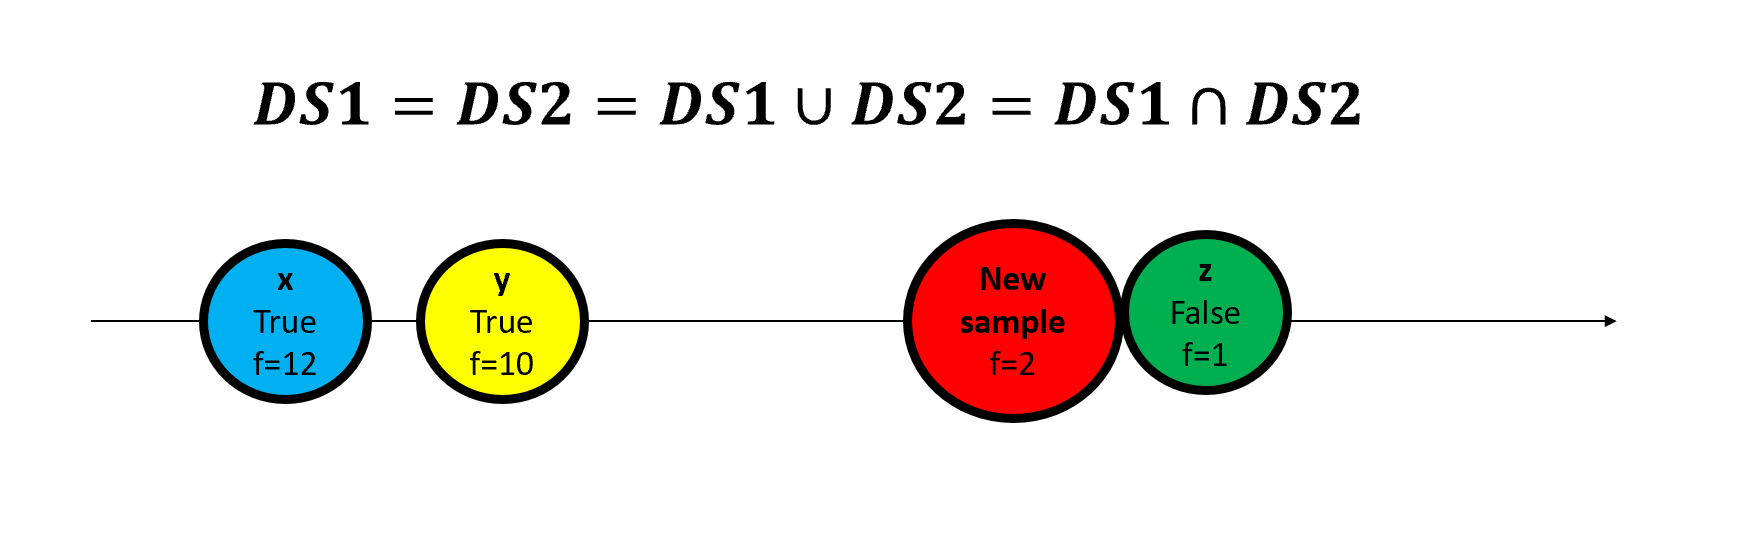 DS1 = DS2 = DS1 ∪ DS2 = DS1 ∩ DS2
x
True
f=12
y
True
f=10
New
sample
f=2
z
False
f=1